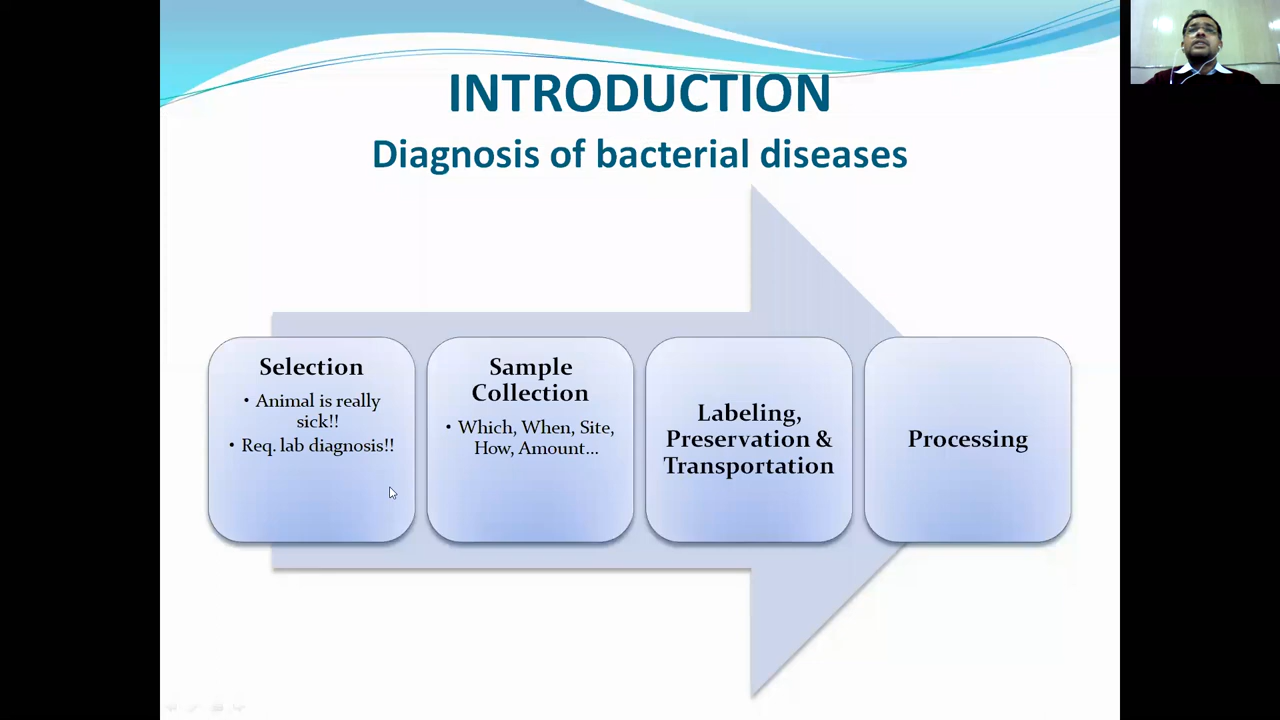 INTRODUCTION
Diagnosis of bacterial diseases
Selection
• Animal is really
sick!!
• Req. lab diagnosis!!
Sample
Collection
• Which, When, Site,
How, Amount...
Labeling,
Preservation &
Transportation
Processing